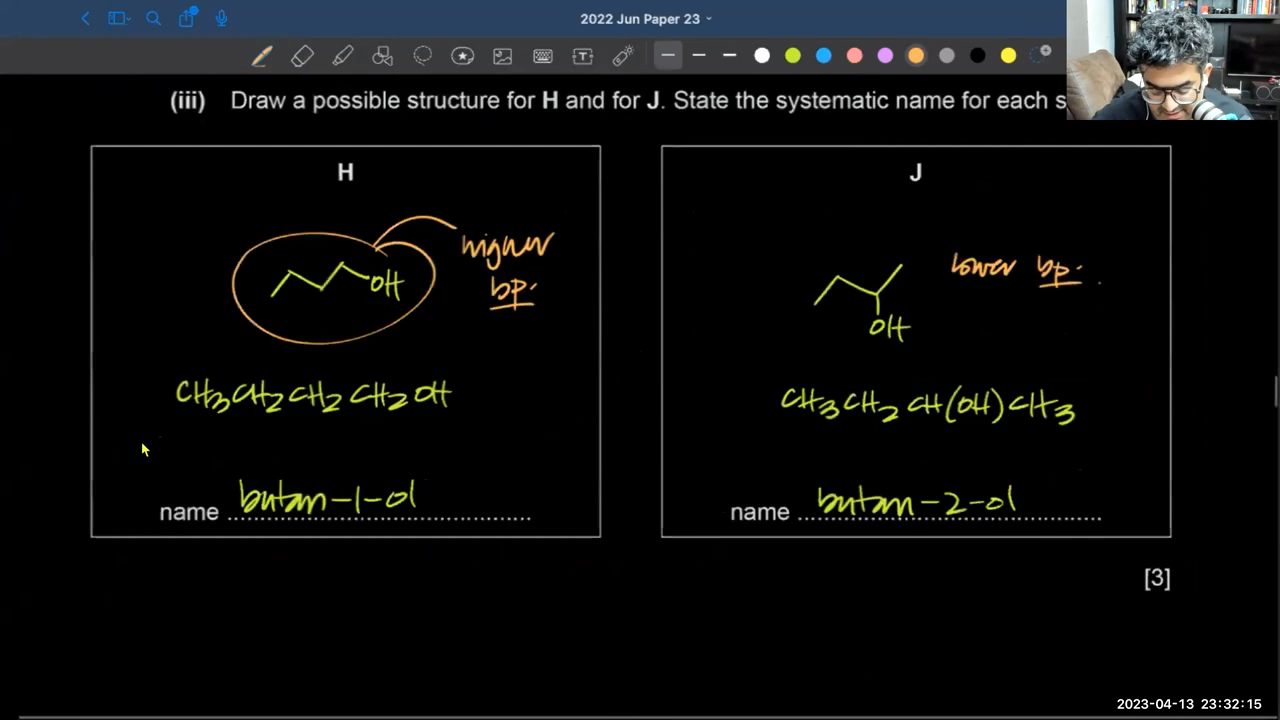 2022 Jun Paper 23
(iii) Draw a possible structure for H and for J. State the systematic name for each s
H
higher
bp.
OH
CH3CH2CH2CH2OH
name butan-1-ol
J
lower bp.
OH
CH3CH2CH(OH)CH3
name butan-2-ol
[3]
2023-04-13 23:32:15